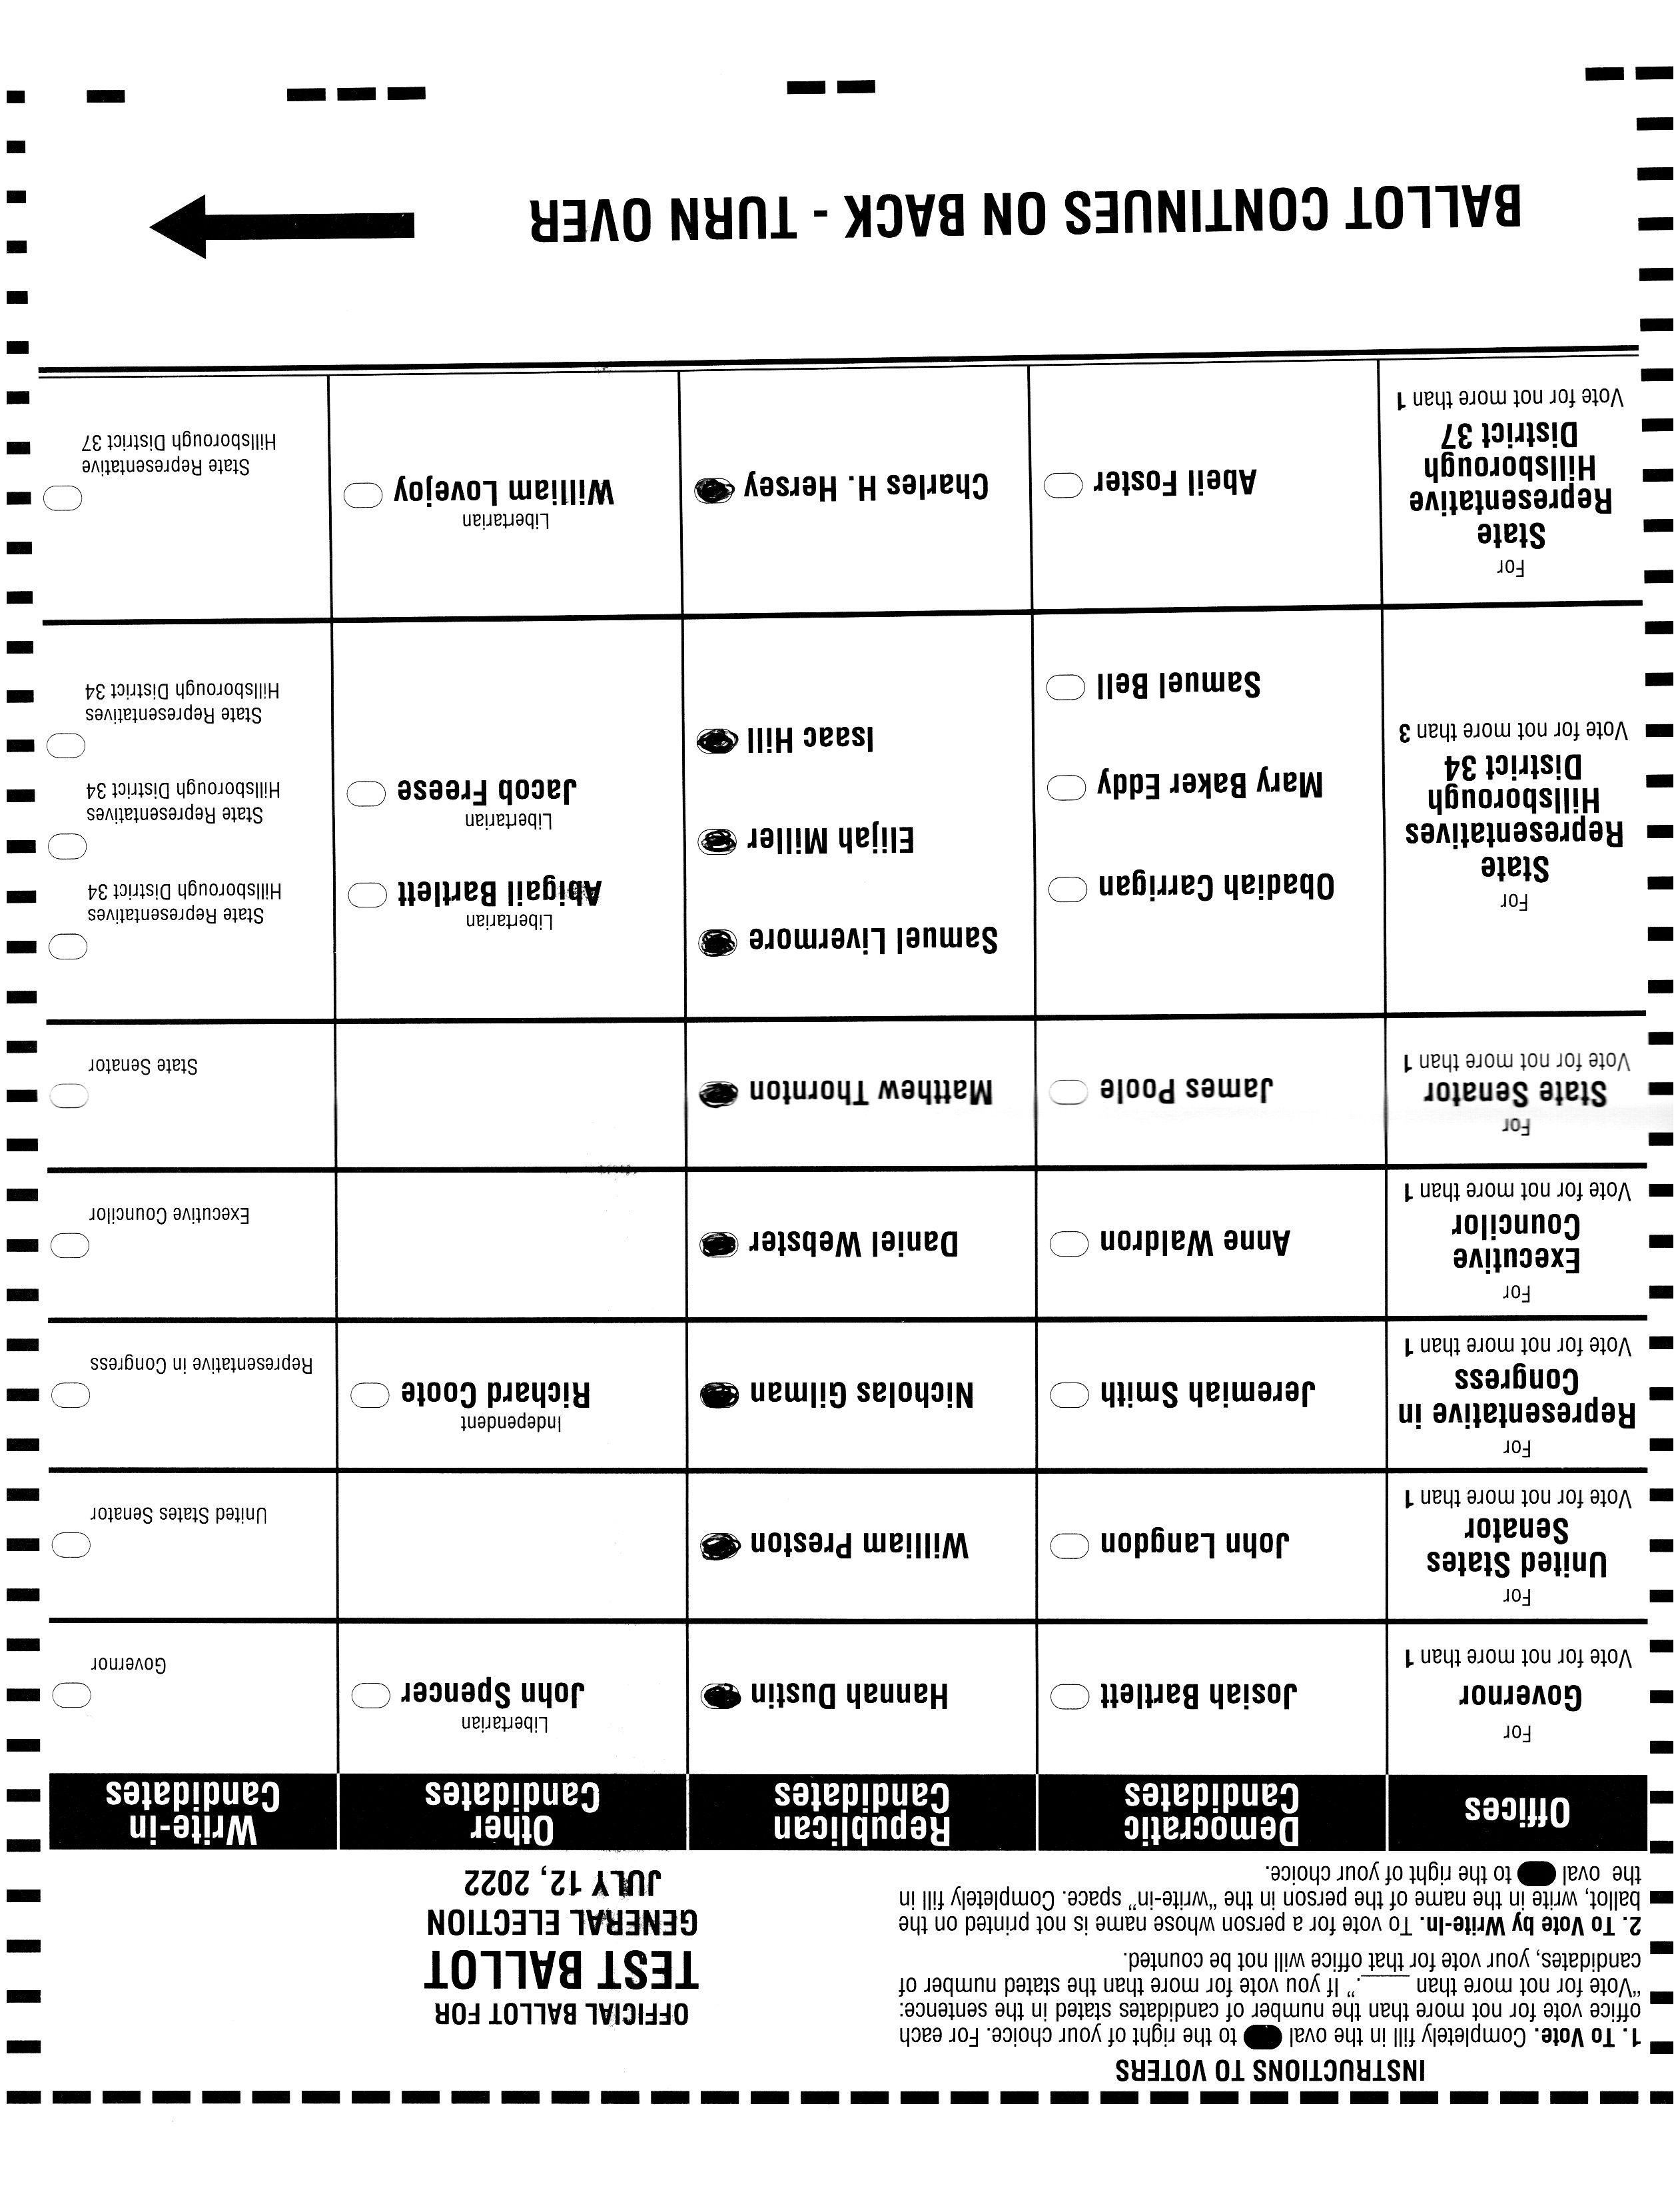 INSTRUCTIONS TO VOTERS
1. To Vote. Completely fill in the oval to the right of your choice. For each
office vote for not more than the number of candidates stated in the sentence:
“Vote for not more than ____.” If you vote for more than the stated number of
candidates, your vote for that office will not be counted.
2. To Vote by Write-In. To vote for a person whose name is not printed on the
ballot, write in the name of the person in the “write-in” space. Completely fill in
the oval to the right of your choice.
OFFICIAL BALLOT FOR
TEST BALLOT
GENERAL ELECTION
JULY 12, 2022
Offices
Democratic
Candidates
Republican
Candidates
Other
Candidates
Write-in
Candidates
For
Governor
Vote for not more than 1
Josiah Bartlett
Hannah Dustin
Libertarian
John Spencer
Governor
For
United States
Senator
Vote for not more than 1
John Langdon
William Preston
United States Senator
For
Representative in
Congress
Vote for not more than 1
Jeremiah Smith
Nicholas Gilman
Independent
Richard Coote
Representative in Congress
For
Executive
Councilor
Vote for not more than 1
Anne Waldron
Daniel Webster
Executive Councilor
For
State Senator
Vote for not more than 1
James Poole
Matthew Thornton
State Senator
For
State
Representatives
Hillsborough
District 34
Vote for not more than 3
Obadiah Carrigan
Mary Baker Eddy
Samuel Bell
Samuel Livermore
Elijah Miller
Isaac Hill
Libertarian
Abigail Bartlett
Libertarian
Jacob Freese
State Representatives
Hillsborough District 34
State Representatives
Hillsborough District 34
State Representatives
Hillsborough District 34
For
State
Representative
Hillsborough
District 37
Vote for not more than 1
Abeil Foster
Charles H. Hersey
Libertarian
William Lovejoy
State Representative
Hillsborough District 37
BALLOT CONTINUES ON BACK - TURN OVER